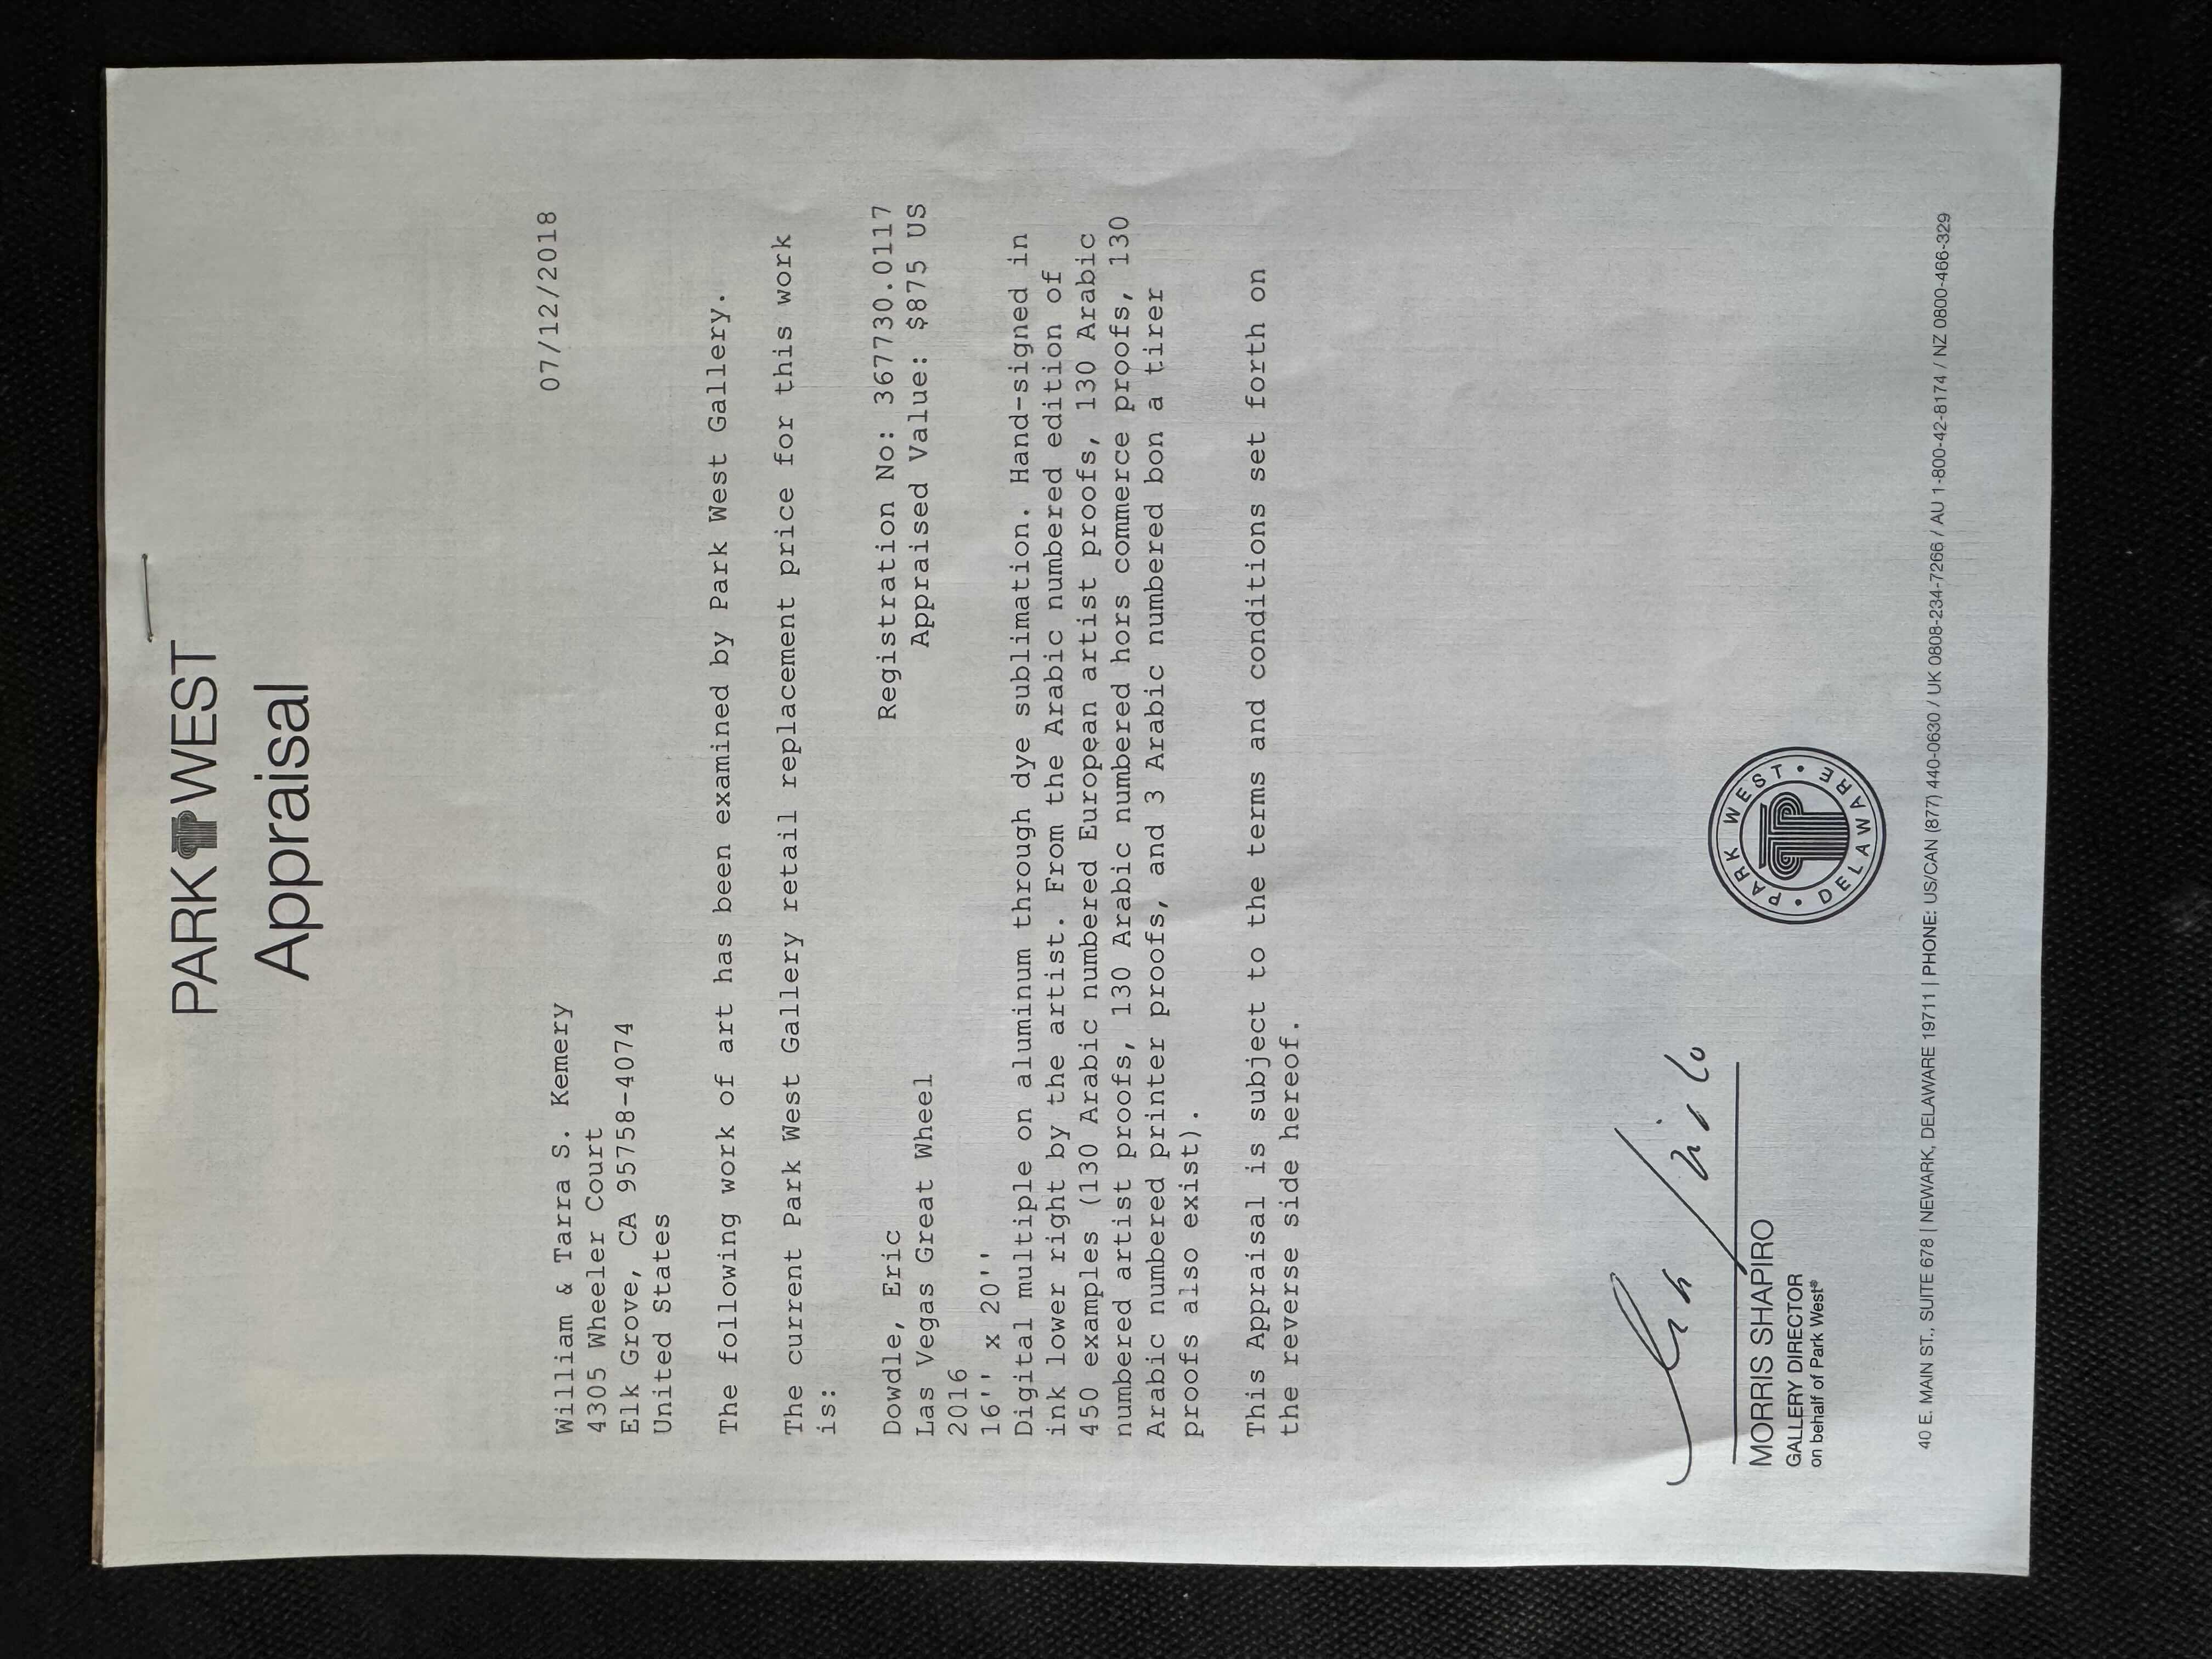 PARK WEST
Appraisal
07/12/2018
William & Tarra S. Kemery
4305 Wheeler Court
Elk Grove, CA 95758-4074
United States
The following work of art has been examined by Park West Gallery.
The current Park West Gallery retail replacement price for this work
is:
Registration No: 367730.0117
Dowdle, Eric
Appraised Value: $875 US
Las Vegas Great Wheel
2016
16'' x 20''
Digital multiple on aluminum through dye sublimation. Hand-signed in
ink lower right by the artist. From the Arabic numbered edition of
450 examples (130 Arabic numbered European artist proofs, 130 Arabic
numbered artist proofs, 130 Arabic numbered hors commerce proofs, 130
Arabic numbered printer proofs, and 3 Arabic numbered bon a tirer
proofs also exist).
This Appraisal is subject to the terms and conditions set forth on
the reverse side hereof.
MORRIS SHAPIRO
GALLERY DIRECTOR
on behalf of Park West®
PARK WEST • DELAWARE •
40 E. MAIN ST., SUITE 678 | NEWARK, DELAWARE 19711 | PHONE: US/CAN (877) 440-0630 / UK 0808-234-7266 / AU 1-800-42-8174 / NZ 0800-466-329